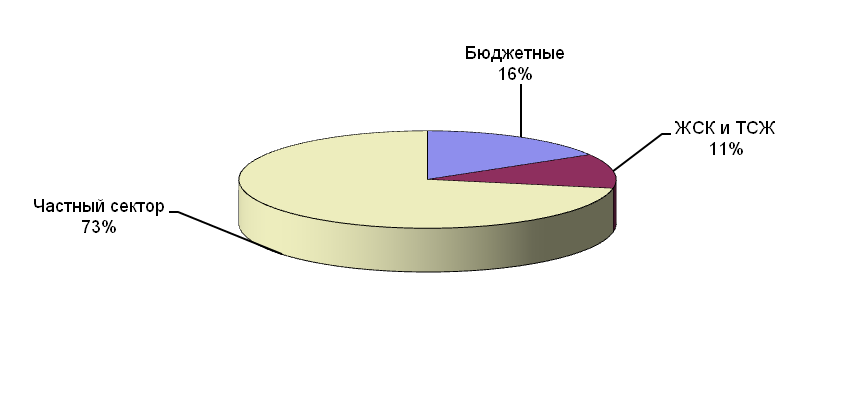 Бюджетные
16%
ЖСК и ТСЖ
11%
Частный сектор
73%